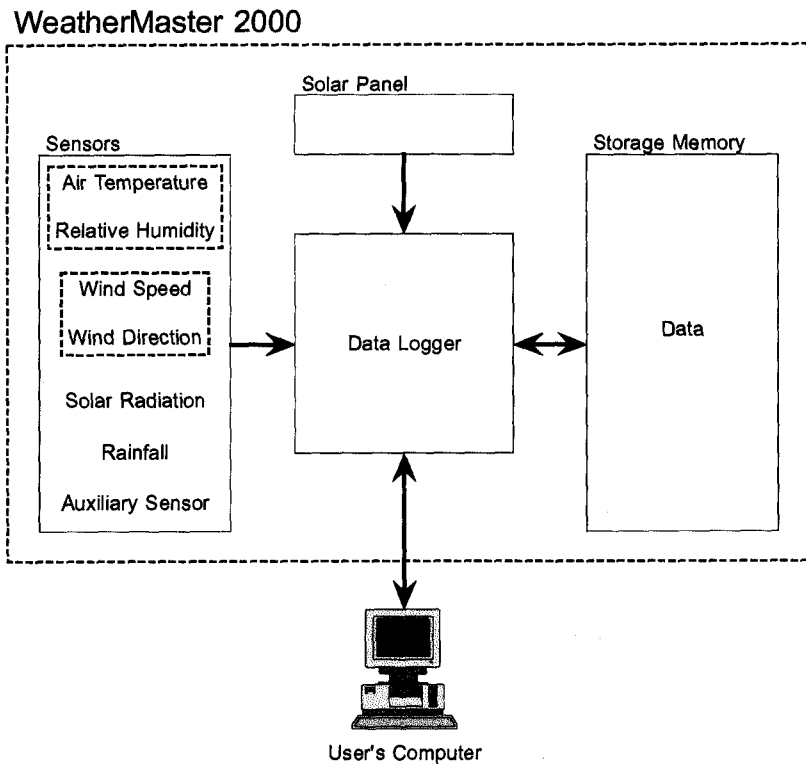 WeatherMaster 2000
Solar Panel
Sensors
Air Temperature
Relative Humidity
Wind Speed
Wind Direction
Solar Radiation
Rainfall
Auxiliary Sensor
Data Logger
Storage Memory
Data
User's Computer